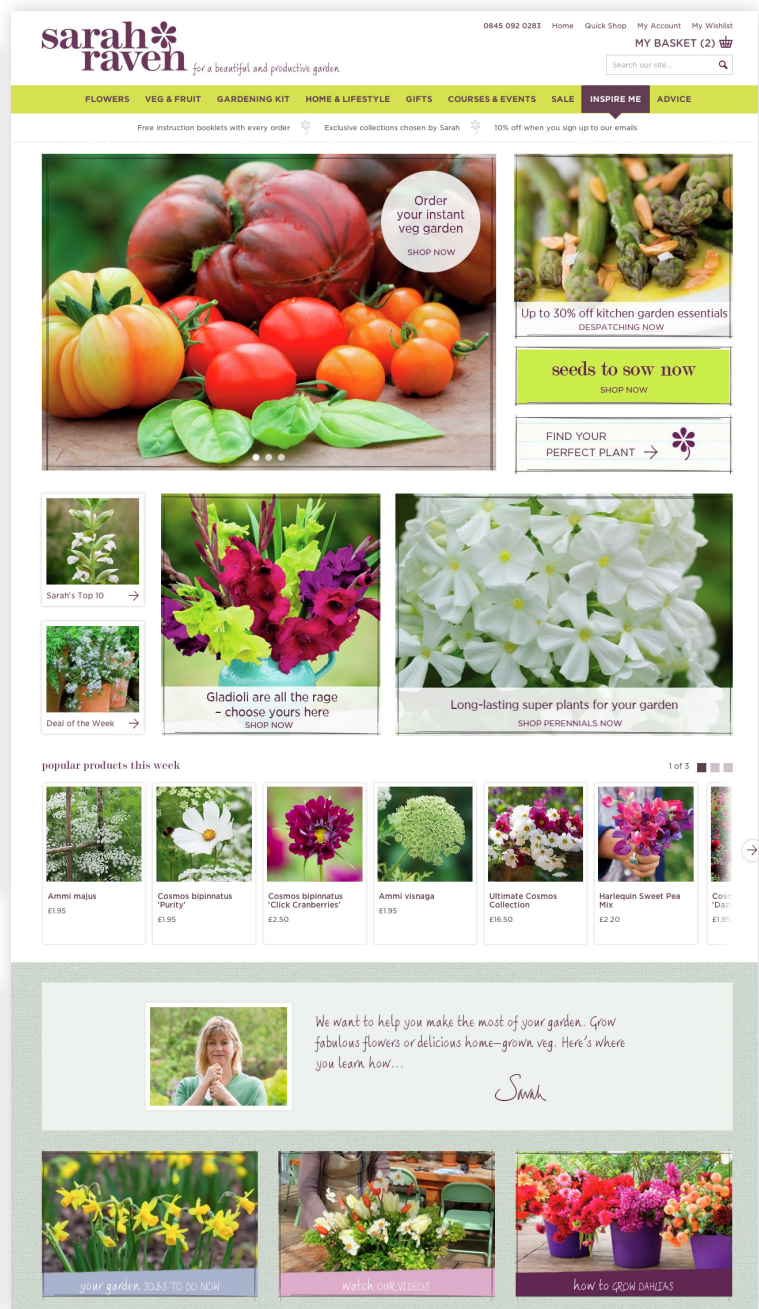 sarah
raven
for a beautiful and productive garden
0845 092 0283 Home Quick Shop My Account My Wishlist
MY BASKET (2)
Search our site...
FLOWERS VEG & FRUIT GARDENING KIT HOME & LIFESTYLE GIFTS COURSES & EVENTS SALE INSPIRE ME ADVICE
Free instruction booklets with every order Exclusive collections chosen by Sarah 10% off when you sign up to our emails
Order
your instant
veg garden
SHOP NOW
Up to 30% off kitchen garden essentials
DESPATCHING NOW
seeds to sow now
SHOP NOW
FIND YOUR
PERFECT PLANT
Sarah's Top 10
Deal of the Week
Gladioli are all the rage
– choose yours here
SHOP NOW
Long-lasting super plants for your garden
SHOP PERENNIALS NOW
popular products this week
1 of 3
Ammi majus
£1.95
Cosmos bipinnatus
'Purity'
£1.95
Cosmos bipinnatus
'Click Cranberries'
£2.50
Ammi visnaga
£1.95
Ultimate Cosmos
Collection
£16.50
Harlequin Sweet Pea
Mix
£2.20
£1.95
We want to help you make the most of your garden. Grow
fabulous flowers or delicious home-grown veg. Here's where
you learn how...
Sarah
your garden JOBS TO DO NOW
watch OUR VIDEOS
how to GROW DAHLIAS